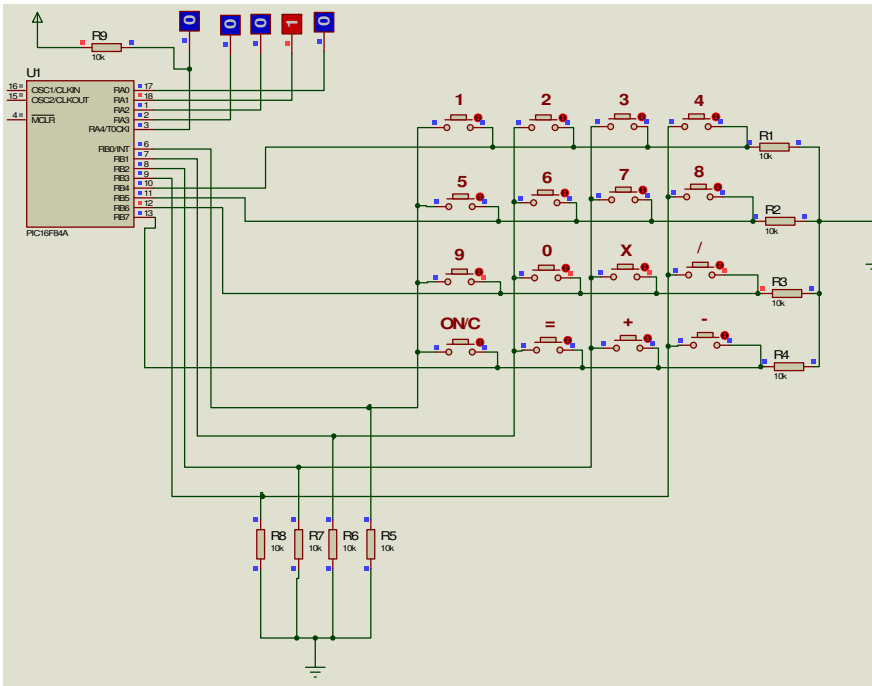 0 0 0 1 0
R9
10k
U1
16 OSC1/CLKIN RA0 17
15 OSC2/CLKOUT RA1 18
RA2 1
4 MCLR RA3 2
RA4/T0CKI 3
RB0/INT 6
RB1 7
RB2 8
RB3 9
RB4 10
RB5 11
RB6 12
RB7 13
PIC16F84A
1 2 3 4
R1
10k
5 6 7 8
R2
10k
9 0 X /
R3
10k
ON/C = + -
R4
10k
R8 R7 R6 R5
10k 10k 10k 10k